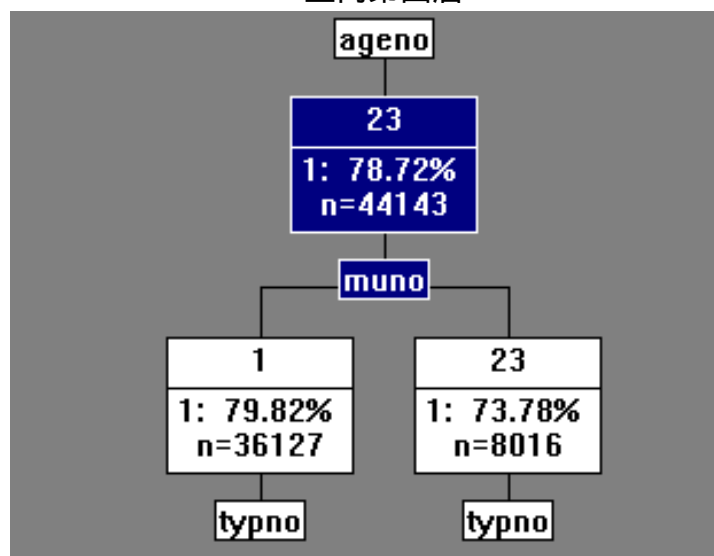 ageno
23
1: 78.72%
n=44143
muno
1
1: 79.82%
n=36127
23
1: 73.78%
n=8016
typno
typno